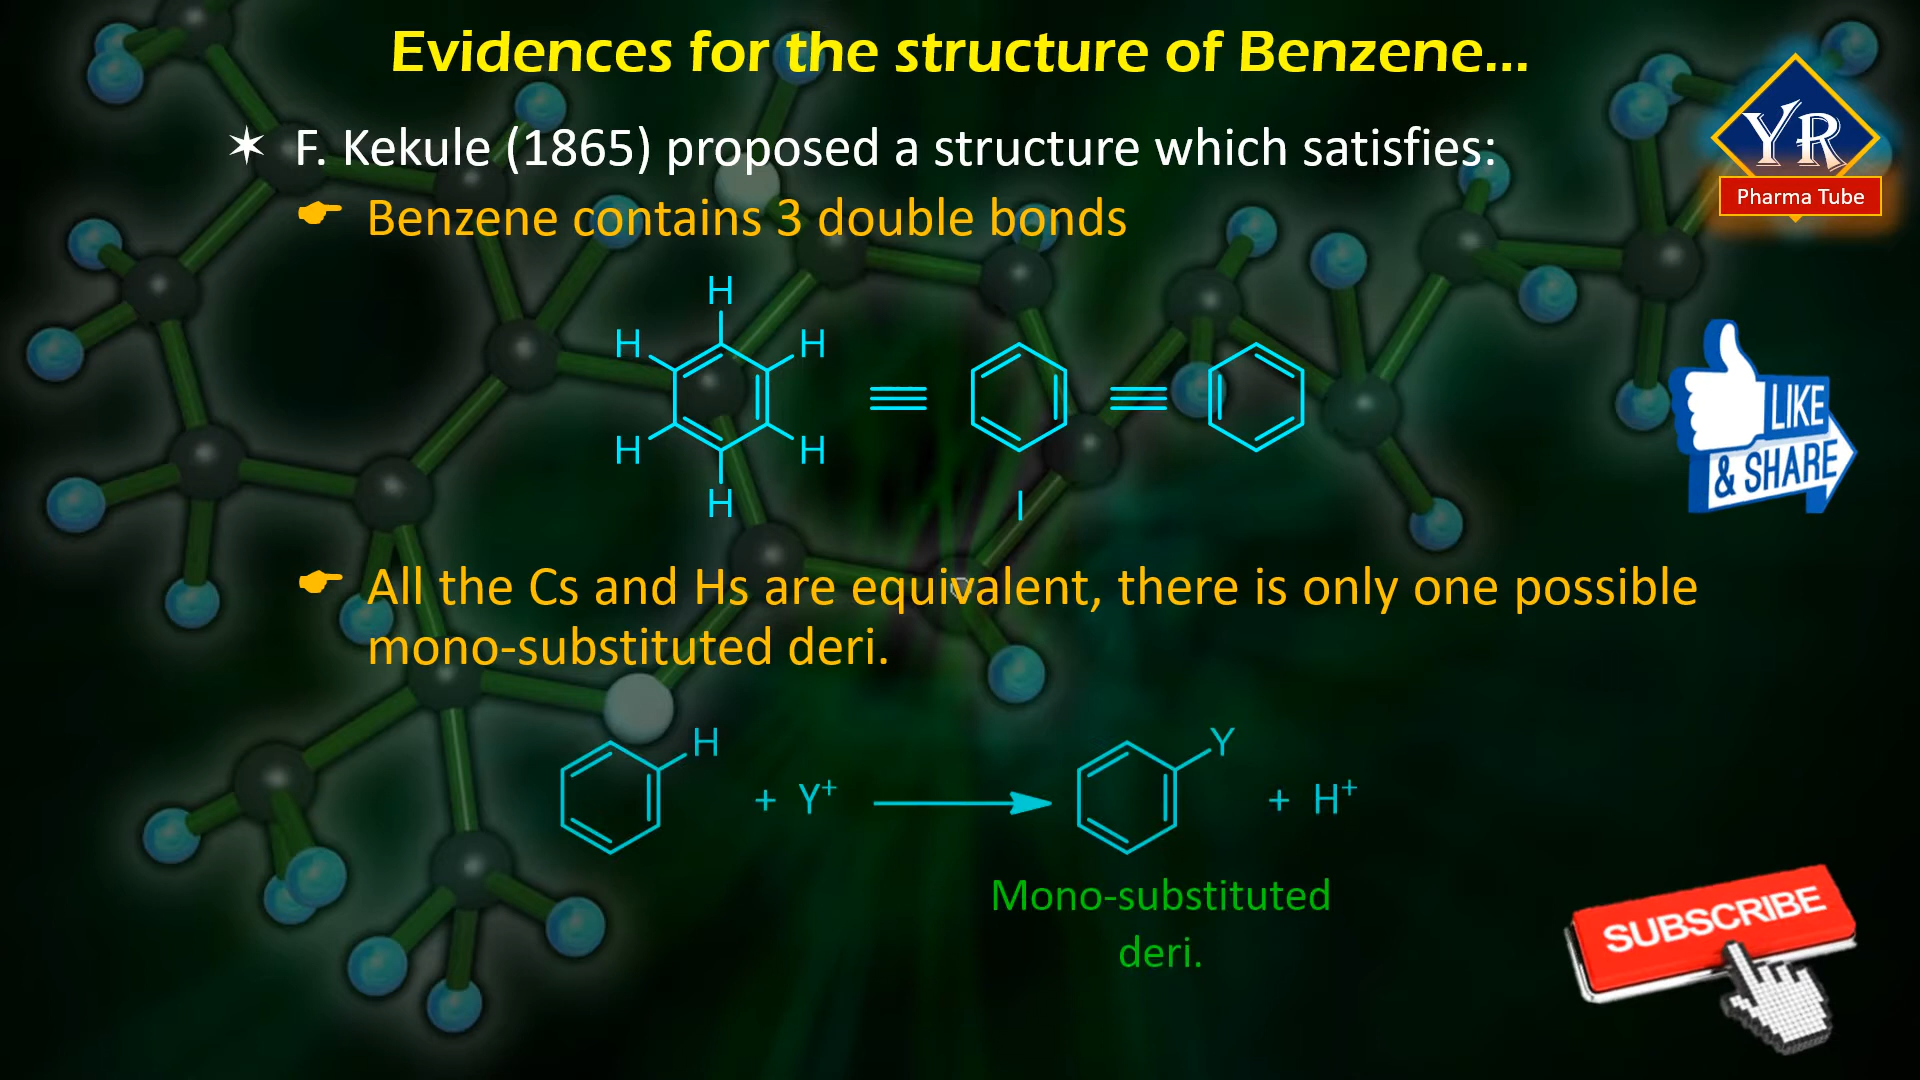 Evidences for the structure of Benzene...
✶ F. Kekule (1865) proposed a structure which satisfies:
YR
Pharma Tube
☛ Benzene contains 3 double bonds
H
H H
≡ ≡
H H
H
I
LIKE
& SHARE
☛ All the Cs and Hs are equivalent, there is only one possible
mono-substituted deri.
H Y
+ Y⁺ + H⁺
Mono-substituted
deri.
SUBSCRIBE